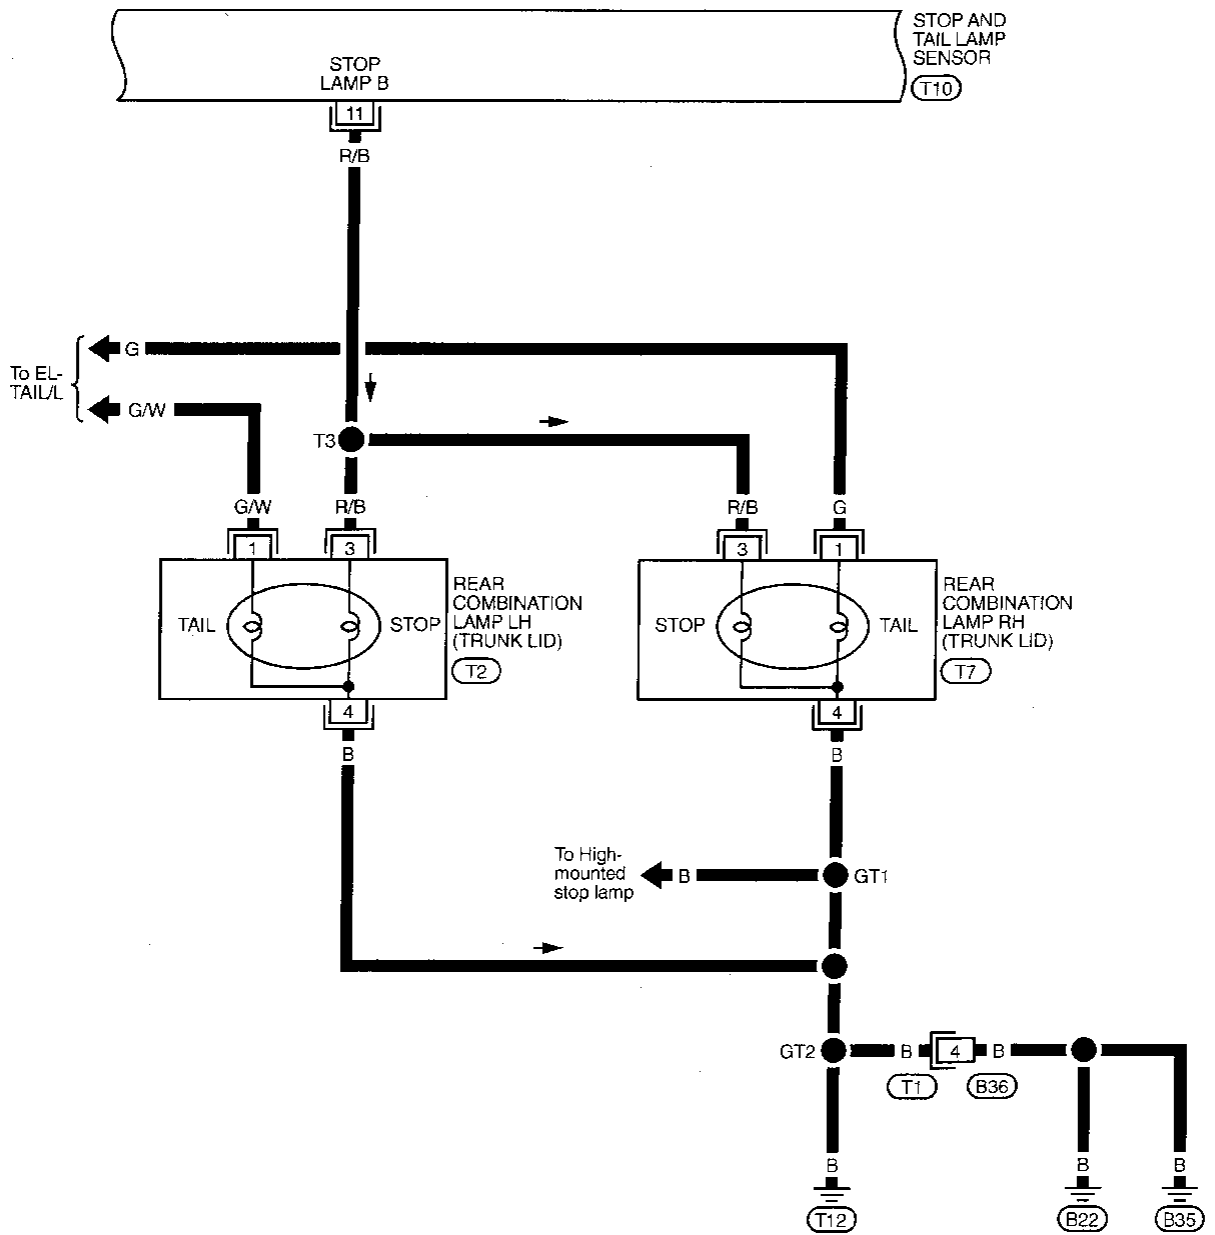 STOP AND
TAIL LAMP
SENSOR
T10
STOP
LAMP B
11
R/B
To EL-
TAIL/L
G
G/W
T3
G/W
R/B
R/B
G
1
3
3
1
TAIL
STOP
REAR
COMBINATION
LAMP LH
(TRUNK LID)
T2
STOP
TAIL
REAR
COMBINATION
LAMP RH
(TRUNK LID)
T7
4
4
B
B
To High-
mounted
stop lamp
B
GT1
GT2
B
4
B
T1
B36
B
B
B
T12
B22
B35